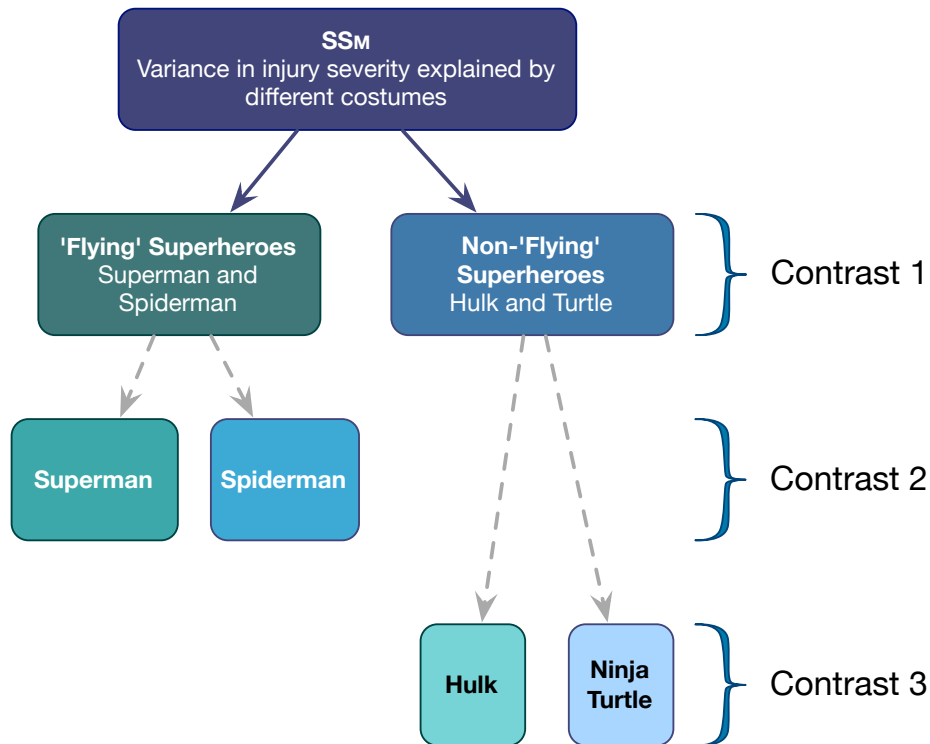 SSM
Variance in injury severity explained by
different costumes
'Flying' Superheroes
Superman and
Spiderman
Non-'Flying'
Superheroes
Hulk and Turtle
Contrast 1
Superman
Spiderman
Contrast 2
Hulk
Ninja
Turtle
Contrast 3